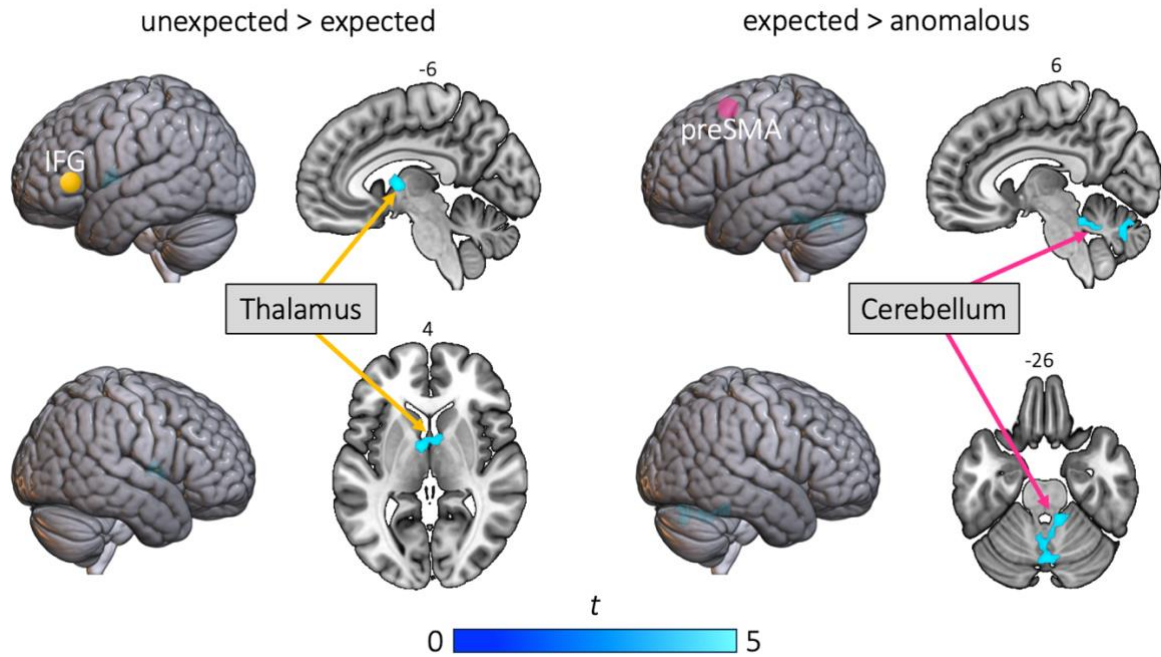 unexpected > expected
expected > anomalous
-6
6
IFG
preSMA
Thalamus
Cerebellum
4
-26
t
0
5